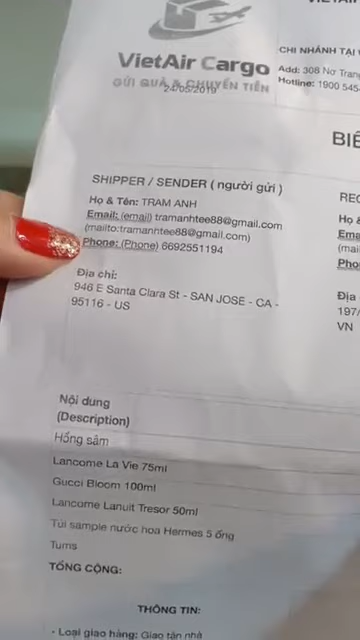 VIETAIR
VietAir Cargo
GỬI QUÀ & CHUYỂN TIỀN
24/05/2019
CHI NHÁNH TẠI
Add: 308 Nơ Trang
Hotline: 1900 545
BIÊ
SHIPPER / SENDER ( người gửi )
Họ & Tên: TRAM ANH
Email: (email) tramanhtee88@gmail.com
(mailto:tramanhtee88@gmail.com)
Phone: (Phone) 6692551194
Địa chỉ:
946 E Santa Clara St - SAN JOSE - CA -
95116 - US
REC
Họ &
Ema
(mai
Pho
Địa
197/
VN
Nội dung
(Description)
Hồng sâm
Lancome La Vie 75ml
Gucci Bloom 100ml
Lancome Lanuit Tresor 50ml
Túi sample nước hoa Hermes 5 ống
Tums
TỔNG CỘNG:
THÔNG TIN:
- Loại giao hàng: Giao tận nhà